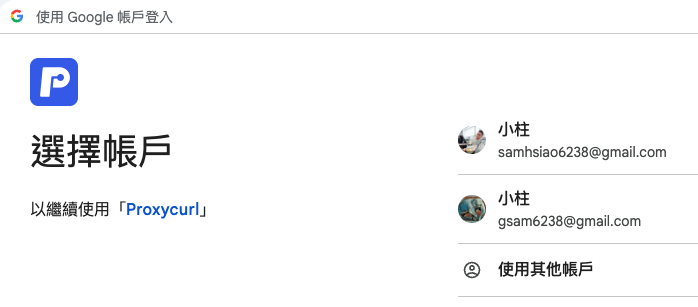 使用 Google 帳戶登入
選擇帳戶
以繼續使用「Proxycurl」
小柱
samhsiao6238@gmail.com
小柱
gsam6238@gmail.com
使用其他帳戶